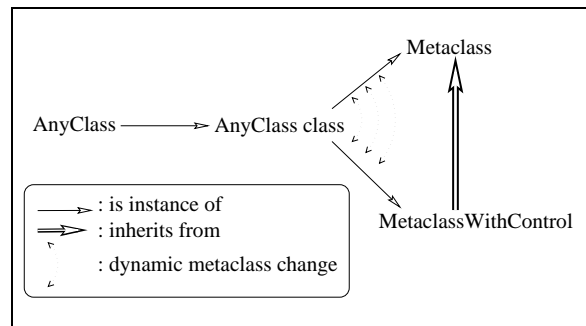 Metaclass
AnyClass
AnyClass class
MetaclassWithControl
: is instance of
: inherits from
: dynamic metaclass change